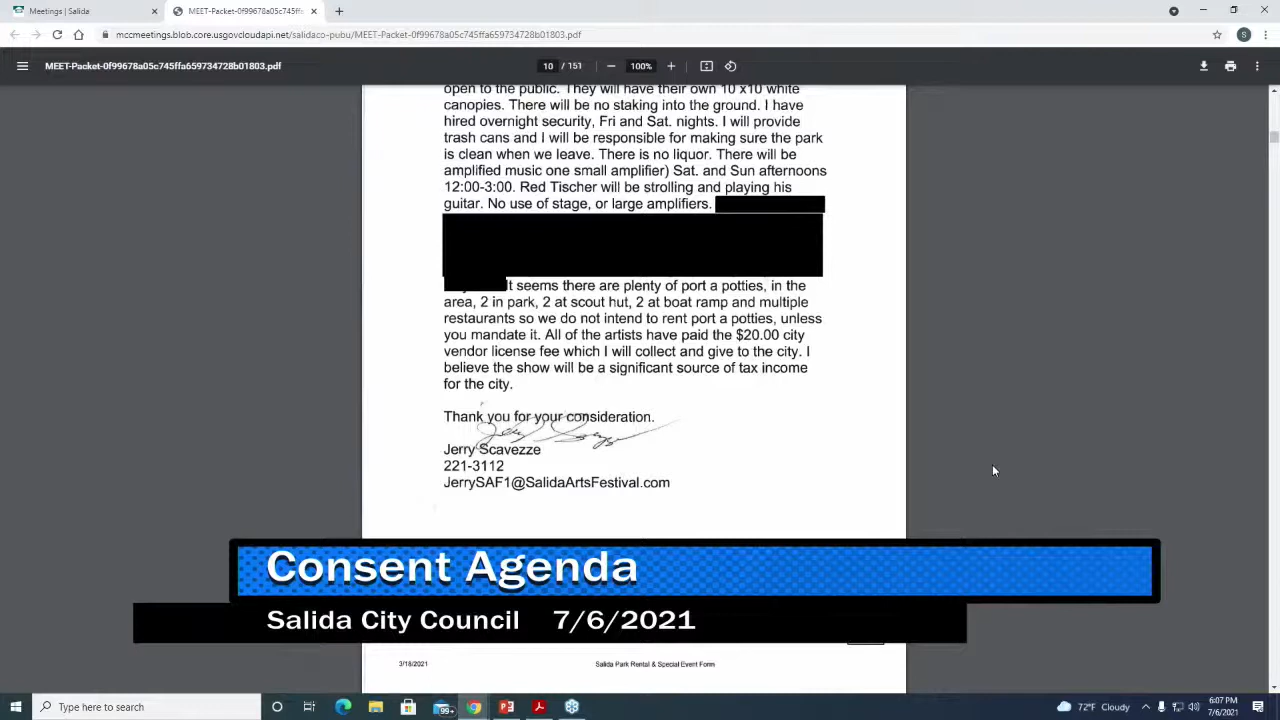 Meetings | Salida
MEET-Packet-0f99678a05c745ffa65
mccmeetings.blob.core.usgovcloudapi.net/salidaco-pubu/MEET-Packet-0f99678a05c745ffa659734728b01803.pdf
S
MEET-Packet-0f99678a05c745ffa659734728b01803.pdf
10 / 151
100%
open to the public. They will have their own 10 x10 white
canopies. There will be no staking into the ground. I have
hired overnight security, Fri and Sat. nights. I will provide
trash cans and I will be responsible for making sure the park
is clean when we leave. There is no liquor. There will be
amplified music one small amplifier) Sat. and Sun afternoons
12:00-3:00. Red Tischer will be strolling and playing his
guitar. No use of stage, or large amplifiers.
It seems there are plenty of port a potties, in the
area, 2 in park, 2 at scout hut, 2 at boat ramp and multiple
restaurants so we do not intend to rent port a potties, unless
you mandate it. All of the artists have paid the $20.00 city
vendor license fee which I will collect and give to the city. I
believe the show will be a significant source of tax income
for the city.
Thank you for your consideration.
Jerry Scavezze
221-3112
JerrySAF1@SalidaArtsFestival.com
Consent Agenda
Salida City Council 7/6/2021
3/18/2021
Salida Park Rental & Special Event Form
Type here to search
99+
72°F Cloudy
6:07 PM
7/6/2021